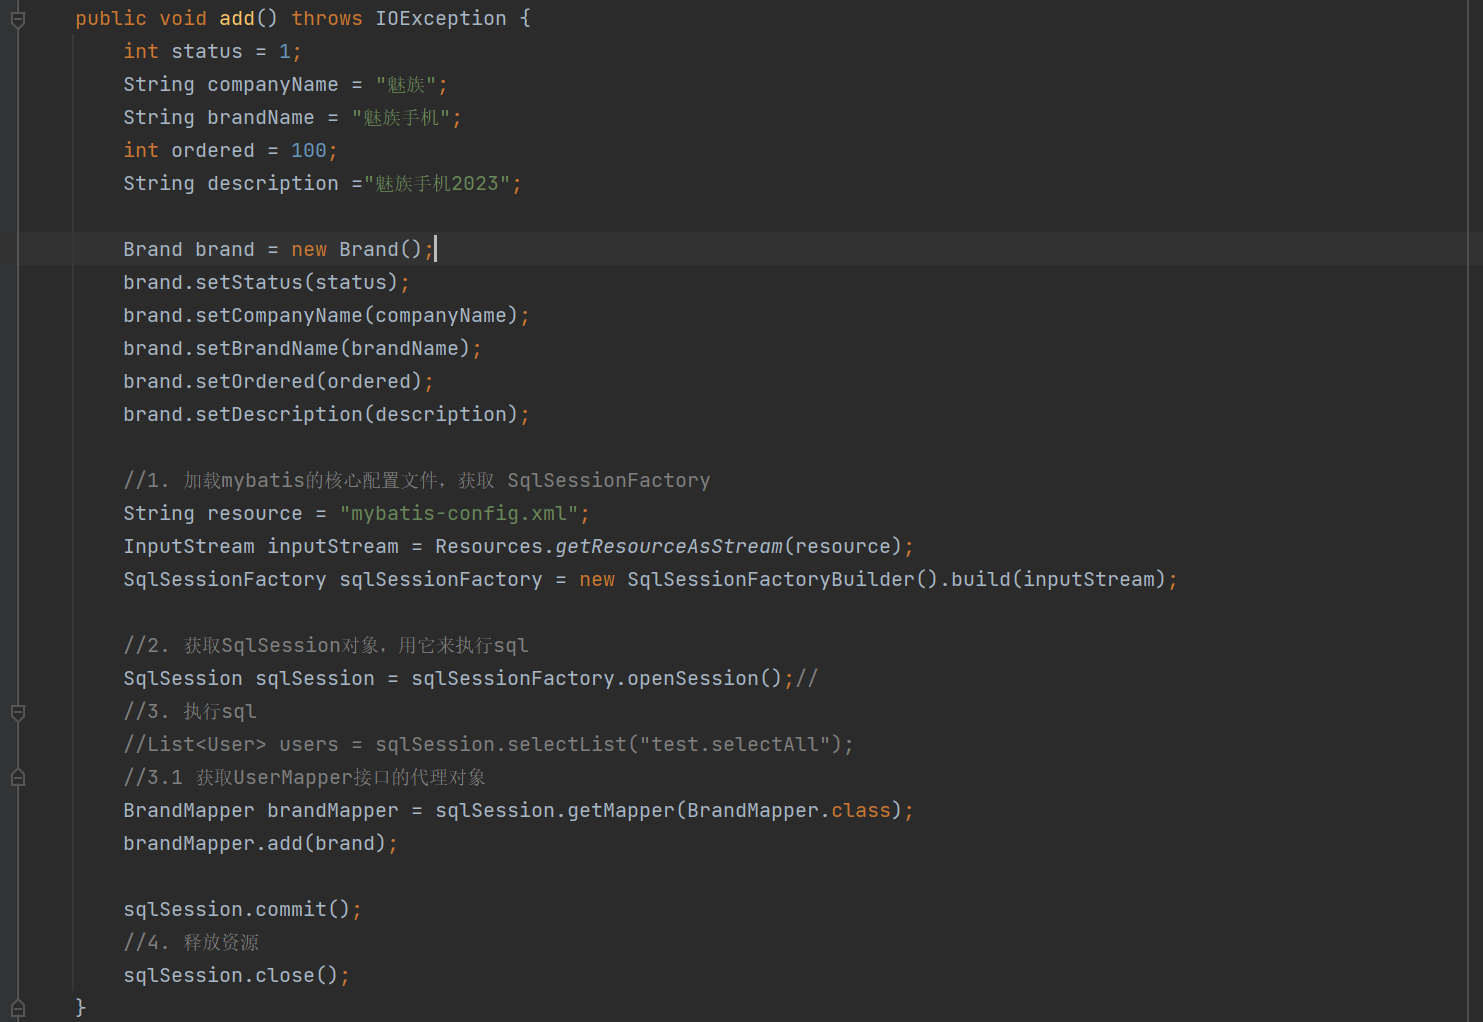 public void add() throws IOException {
int status = 1;
String companyName = "魅族";
String brandName = "魅族手机";
int ordered = 100;
String description ="魅族手机2023";
Brand brand = new Brand();
brand.setStatus(status);
brand.setCompanyName(companyName);
brand.setBrandName(brandName);
brand.setOrdered(ordered);
brand.setDescription(description);
//1. 加载mybatis的核心配置文件，获取 SqlSessionFactory
String resource = "mybatis-config.xml";
InputStream inputStream = Resources.getResourceAsStream(resource);
SqlSessionFactory sqlSessionFactory = new SqlSessionFactoryBuilder().build(inputStream);
//2. 获取SqlSession对象，用它来执行sql
SqlSession sqlSession = sqlSessionFactory.openSession();//
//3. 执行sql
//List<User> users = sqlSession.selectList("test.selectAll");
//3.1 获取UserMapper接口的代理对象
BrandMapper brandMapper = sqlSession.getMapper(BrandMapper.class);
brandMapper.add(brand);
sqlSession.commit();
//4. 释放资源
sqlSession.close();
}